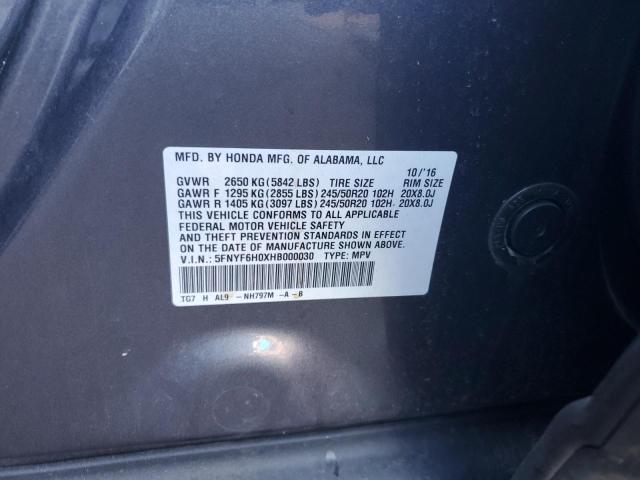 MFD. BY HONDA MFG. OF ALABAMA, LLC
10/'16
GVWR 2650 KG(5842 LBS) TIRE SIZE RIM SIZE
GAWR F 1295 KG(2855 LBS) 245/50R20 102H 20X8.0J
GAWR R 1405 KG(3097 LBS) 245/50R20 102H 20X8.0J
THIS VEHICLE CONFORMS TO ALL APPLICABLE
FEDERAL MOTOR VEHICLE SAFETY
AND THEFT PREVENTION STANDARDS IN EFFECT
ON THE DATE OF MANUFACTURE SHOWN ABOVE.
V.I.N.: 5FNYF6H0XHB000030 TYPE: MPV
TG7 H AL9 -NH797M -A -B